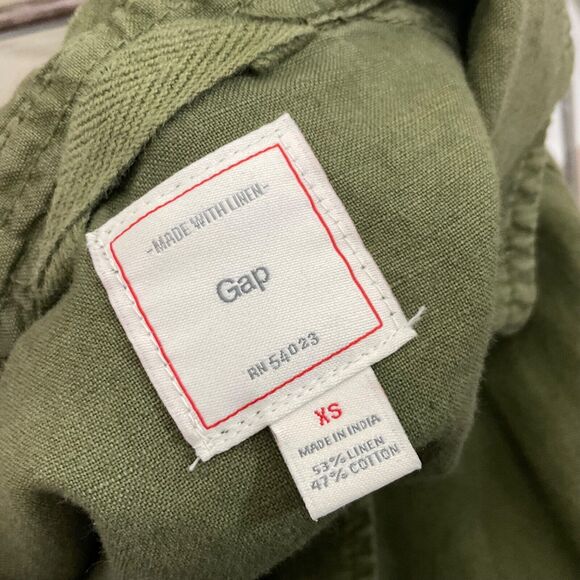 -MADE WITH LINEN-
Gap
RN 54023
XS
MADE IN INDIA
53% LINEN
47% COTTON